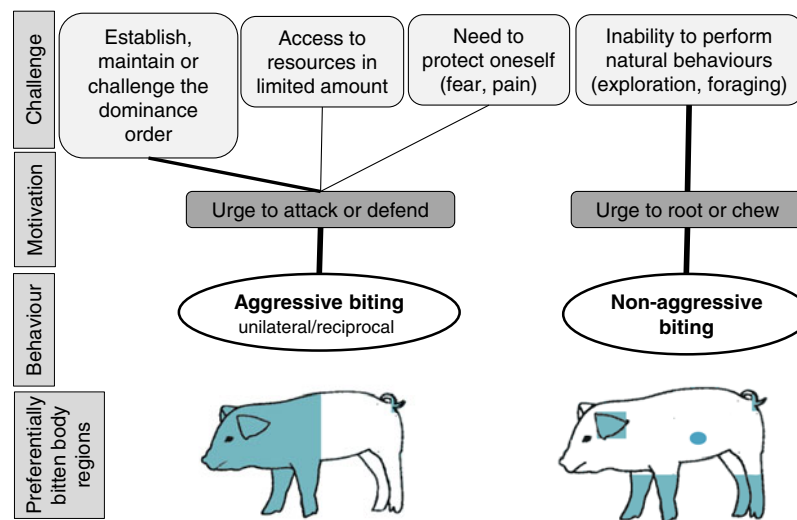 Challenge
Establish,
maintain or
challenge the
dominance
order
Access to
resources in
limited amount
Need to
protect oneself
(fear, pain)
Inability to perform
natural behaviours
(exploration, foraging)
Motivation
Urge to attack or defend
Urge to root or chew
Behaviour
Aggressive biting
unilateral/reciprocal
Non-aggressive
biting
Preferentially
bitten body
regions